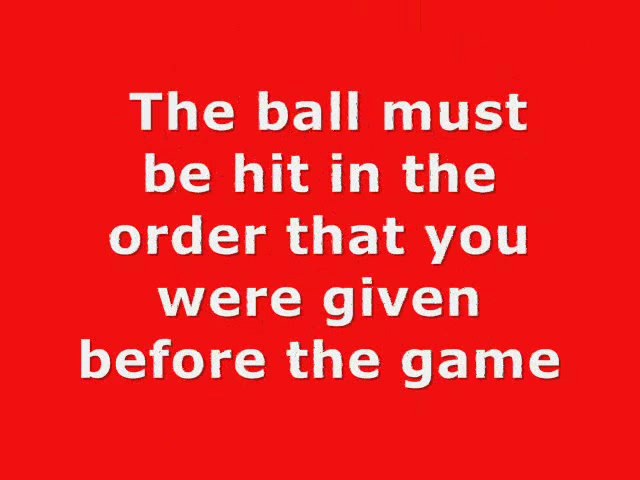 The ball must
be hit in the
order that you
were given
before the game